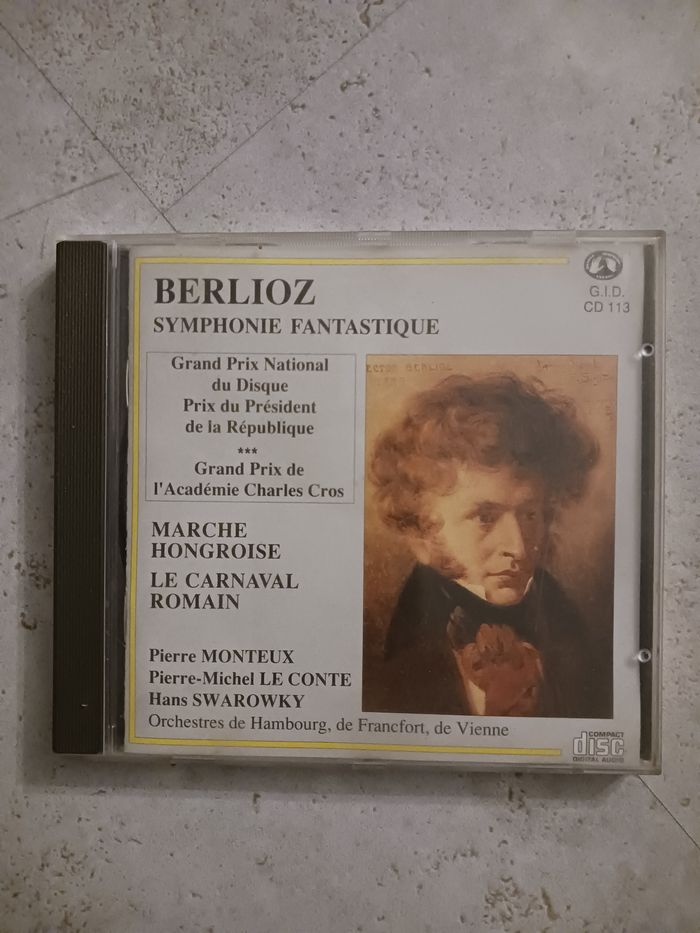 BERLIOZ
SYMPHONIE FANTASTIQUE
G.I.D.
CD 113
Grand Prix National
du Disque
Prix du Président
de la République
***
Grand Prix de
l'Académie Charles Cros
MARCHE
HONGROISE
LE CARNAVAL
ROMAIN
Pierre MONTEUX
Pierre-Michel LE CONTE
Hans SWAROWKY
Orchestres de Hambourg, de Francfort, de Vienne
COMPACT
disc
DIGITAL AUDIO